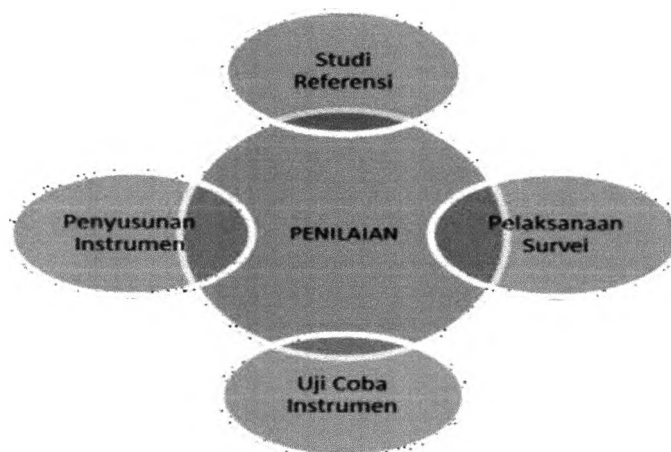 Studi
Referensi
Penyusunan
Instrumen
PENILAIAN
Pelaksanaan
Survei
Uji Coba
Instrumen